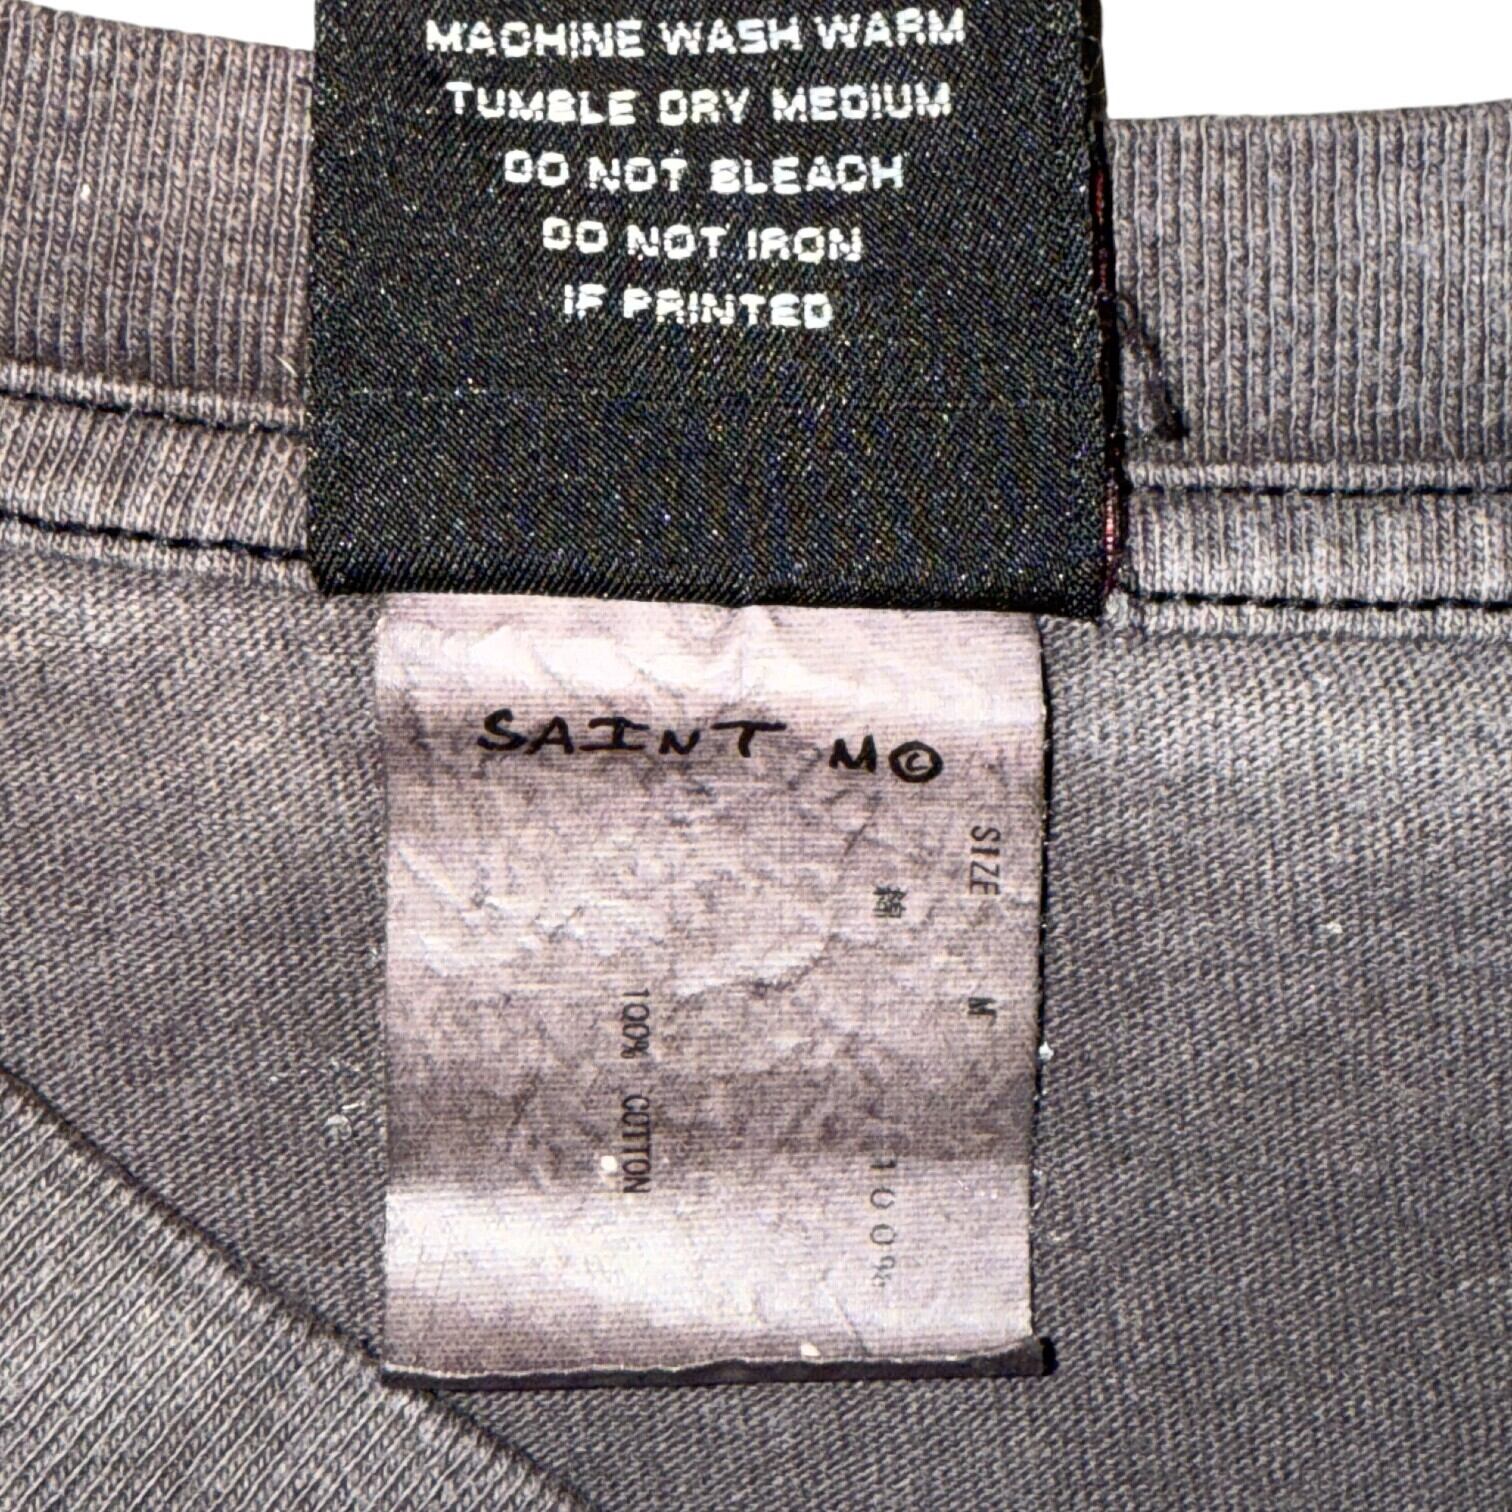 MACHINE WASH WARM
TUMBLE DRY MEDIUM
DO NOT BLEACH
DO NOT IRON
IF PRINTED
SAINT M©
SIZE M
綿 100%
100% COTTON